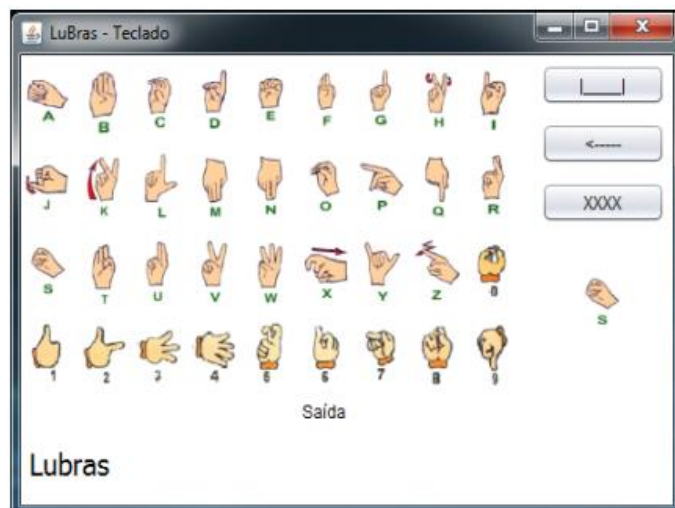 LuBras - Teclado
A B C D E F G H I
J K L M N O P Q R
S T U V W X Y Z 0
1 2 3 4 5 6 7 8 9
<-----
XXXX
S
Saída
Lubras